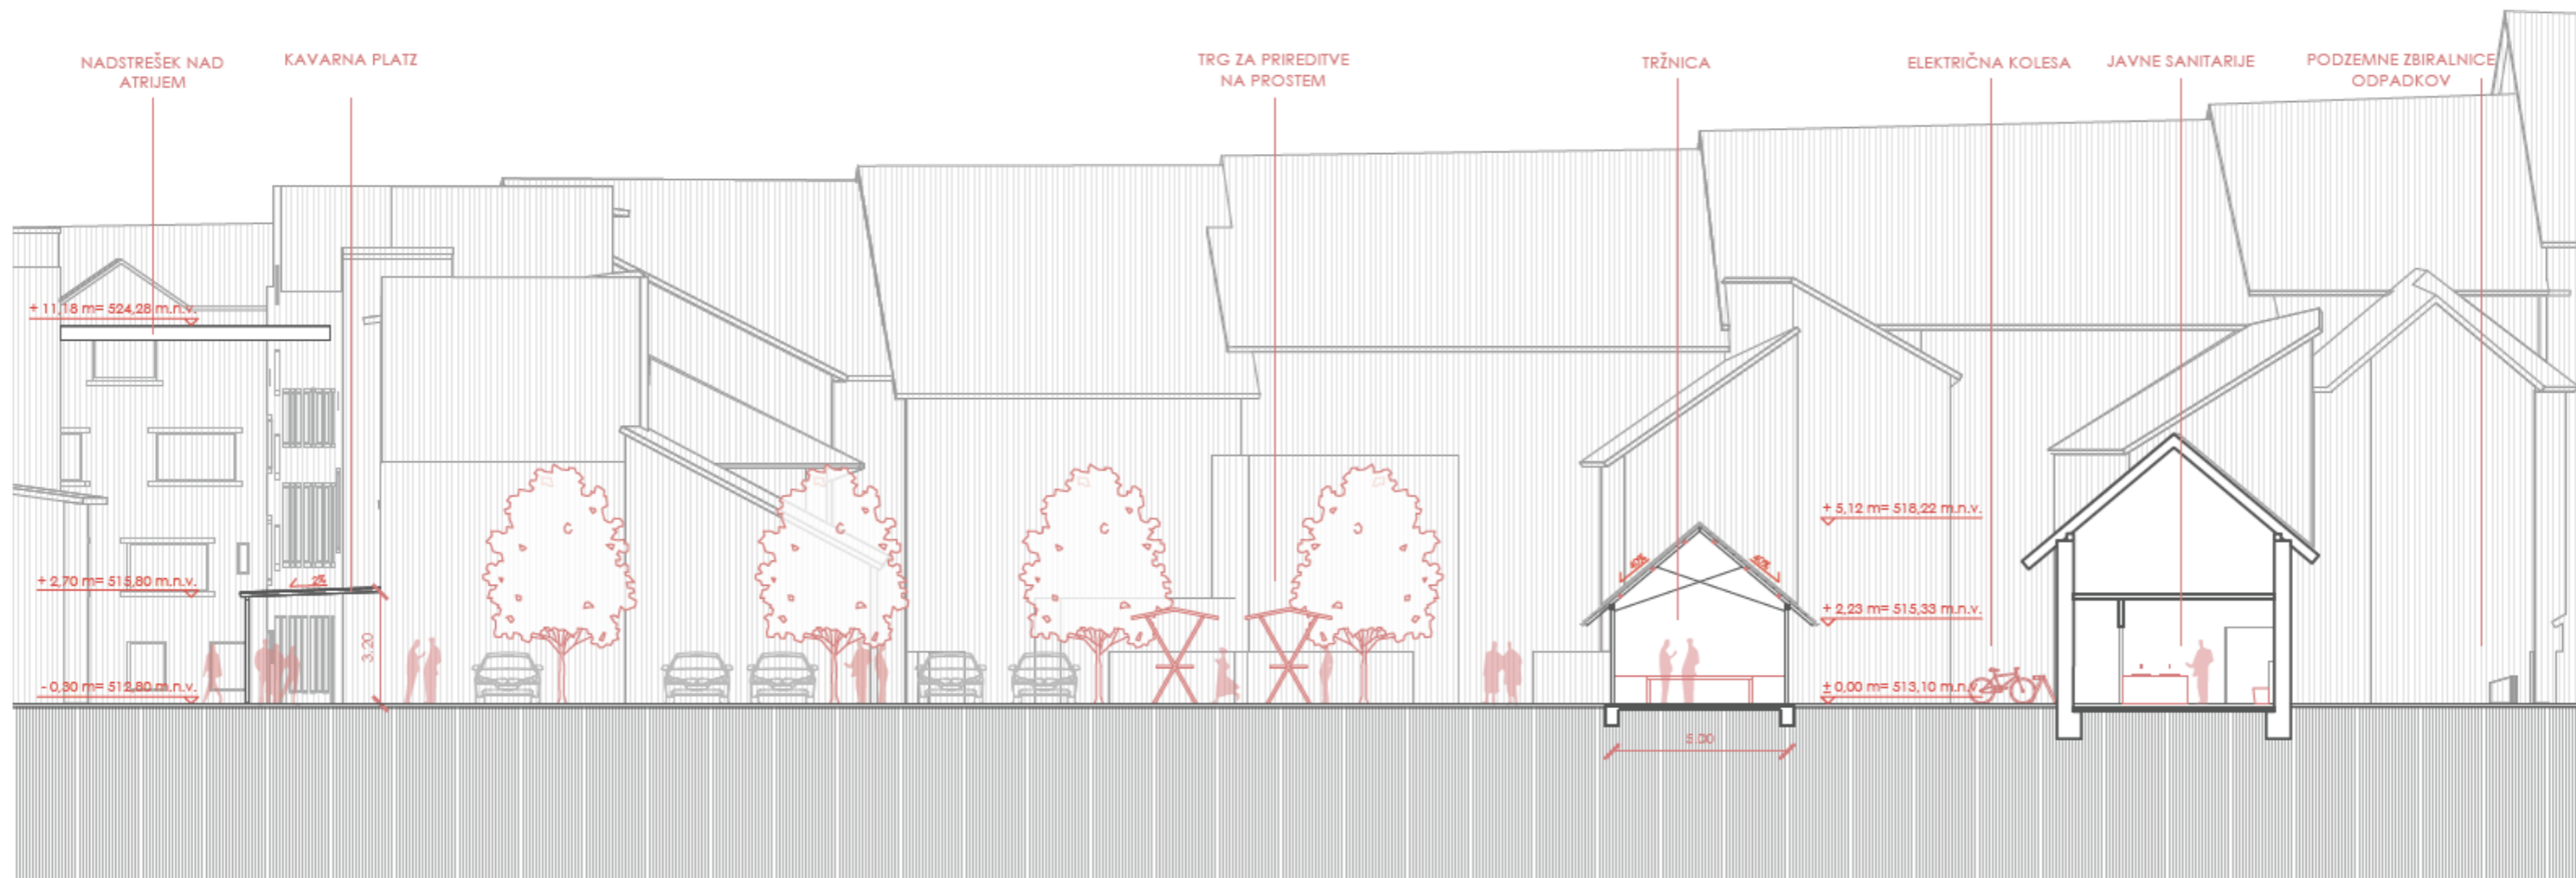 NADSTREŠEK NAD
ATRIJEM
KAVARNA PLATZ
TRG ZA PRIREDITVE
NA PROSTEM
TRŽNICA
ELEKTRIČNA KOLESA
JAVNE SANITARIJE
PODZEMNE ZBIRALNICE
ODPADKOV
+ 11,18 m= 524,28 m.n.v.
+ 5,12 m= 518,22 m.n.v.
+ 2,70 m= 515,80 m.n.v.
2%
+ 2,23 m= 515,33 m.n.v.
3.20
- 0,30 m= 512,80 m.n.v.
± 0,00 m= 513,10 m.n.v.
5.00